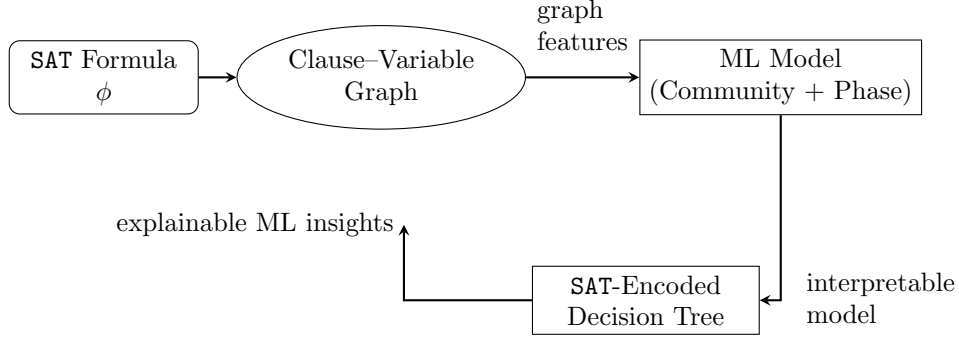 SAT Formula
ϕ
Clause–Variable
Graph
graph
features
ML Model
(Community + Phase)
explainable ML insights
SAT-Encoded
Decision Tree
interpretable
model